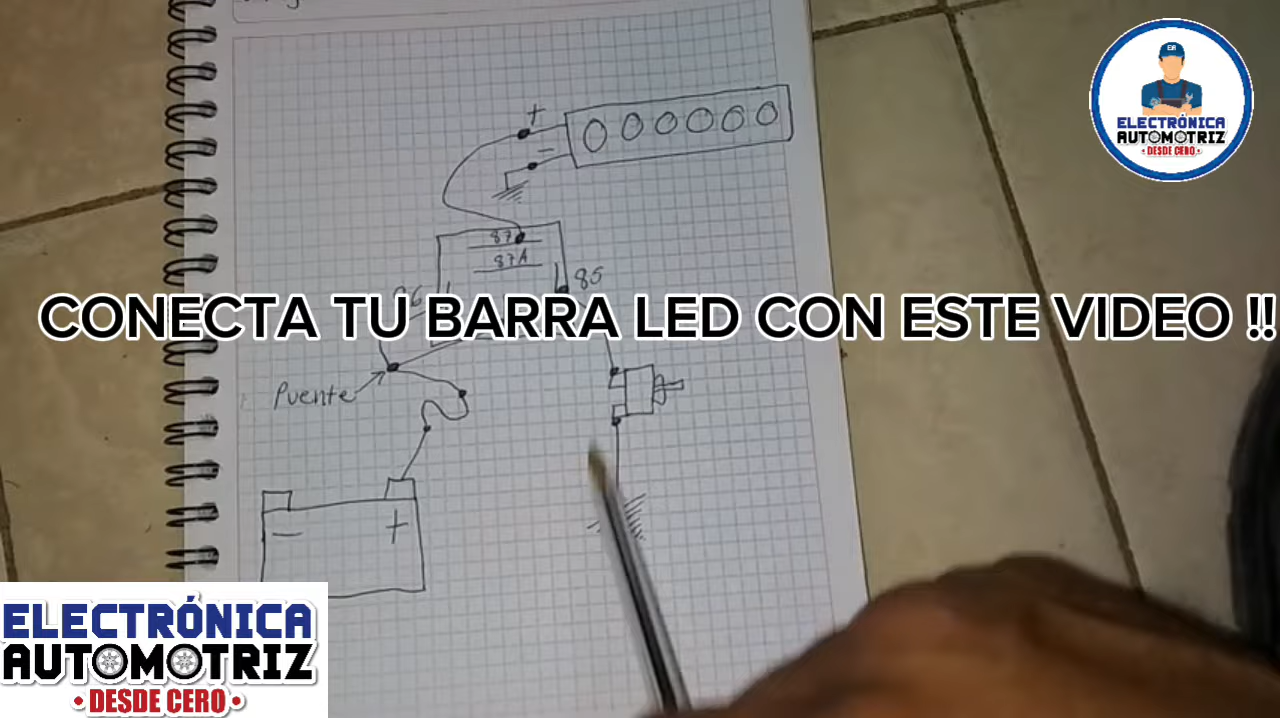 +
−
87
87A
85
CONECTA TU BARRA LED CON ESTE VIDEO !!
Puente
− +
ELECTRÓNICA
AUTOMOTRIZ
• DESDE CERO •
ELECTRÓNICA
AUTOMOTRIZ
• DESDE CERO •